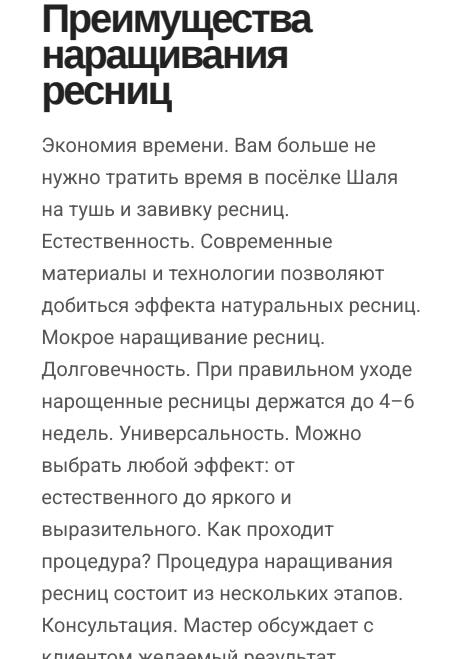 Преимущества
наращивания
ресниц
Экономия времени. Вам больше не
нужно тратить время в посёлке Шаля
на тушь и завивку ресниц.
Естественность. Современные
материалы и технологии позволяют
добиться эффекта натуральных ресниц.
Мокрое наращивание ресниц.
Долговечность. При правильном уходе
нарощенные ресницы держатся до 4–6
недель. Универсальность. Можно
выбрать любой эффект: от
естественного до яркого и
выразительного. Как проходит
процедура? Процедура наращивания
ресниц состоит из нескольких этапов.
Консультация. Мастер обсуждает с
клиентом желаемый результат